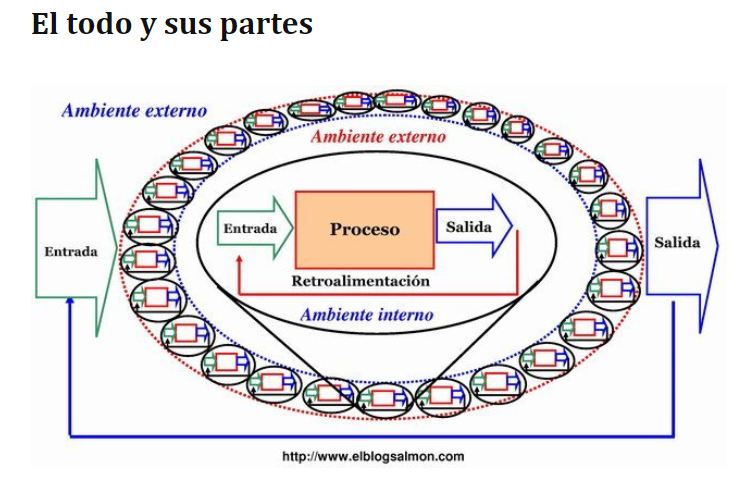 El todo y sus partes
Ambiente externo
Ambiente externo
Entrada
Entrada
Proceso
Salida
Salida
Retroalimentación
Ambiente interno
http://www.elblogsalmon.com